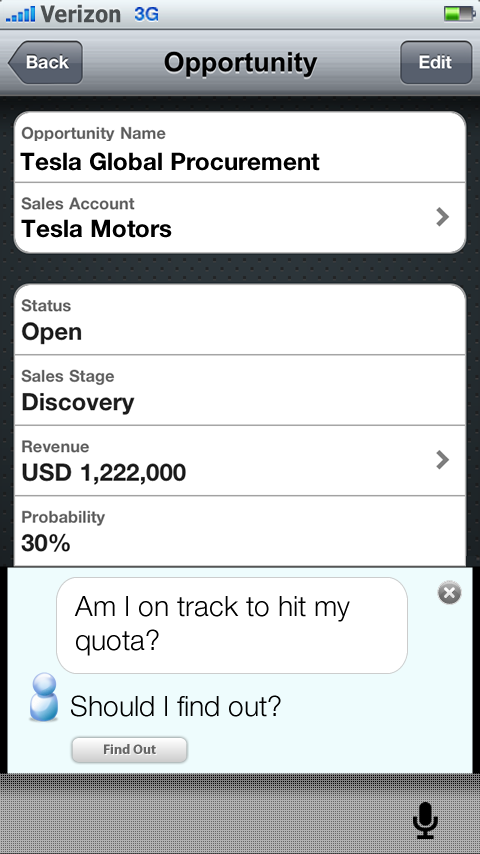 Verizon 3G
Back Opportunity Edit
Opportunity Name
Tesla Global Procurement
Sales Account
Tesla Motors
Status
Open
Sales Stage
Discovery
Revenue
USD 1,222,000
Probability
30%
Am I on track to hit my
quota?
Should I find out?
Find Out